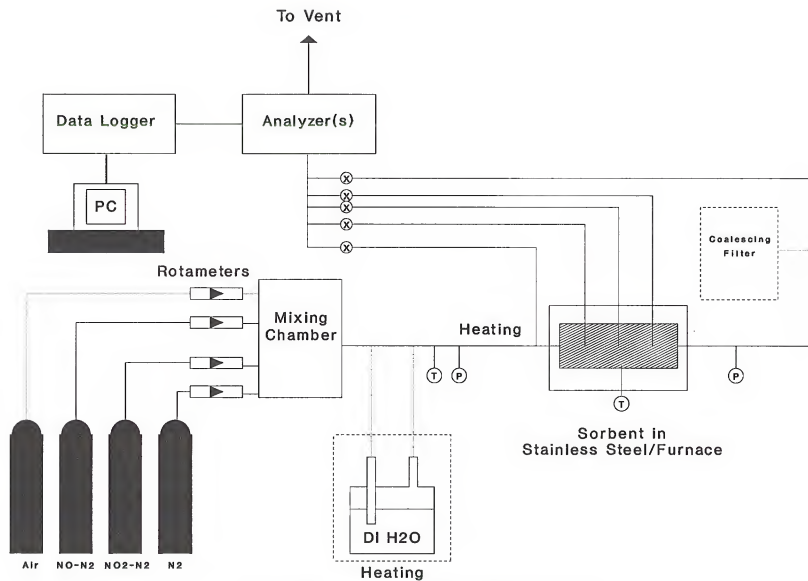 To Vent
Data Logger
Analyzer(s)
X
X
X
X
X
PC
Coalescing
Filter
Rotameters
Mixing
Chamber
Heating
T
P
P
T
Sorbent in
Stainless Steel/Furnace
DI H2O
Air
NO-N2
NO2-N2
N2
Heating